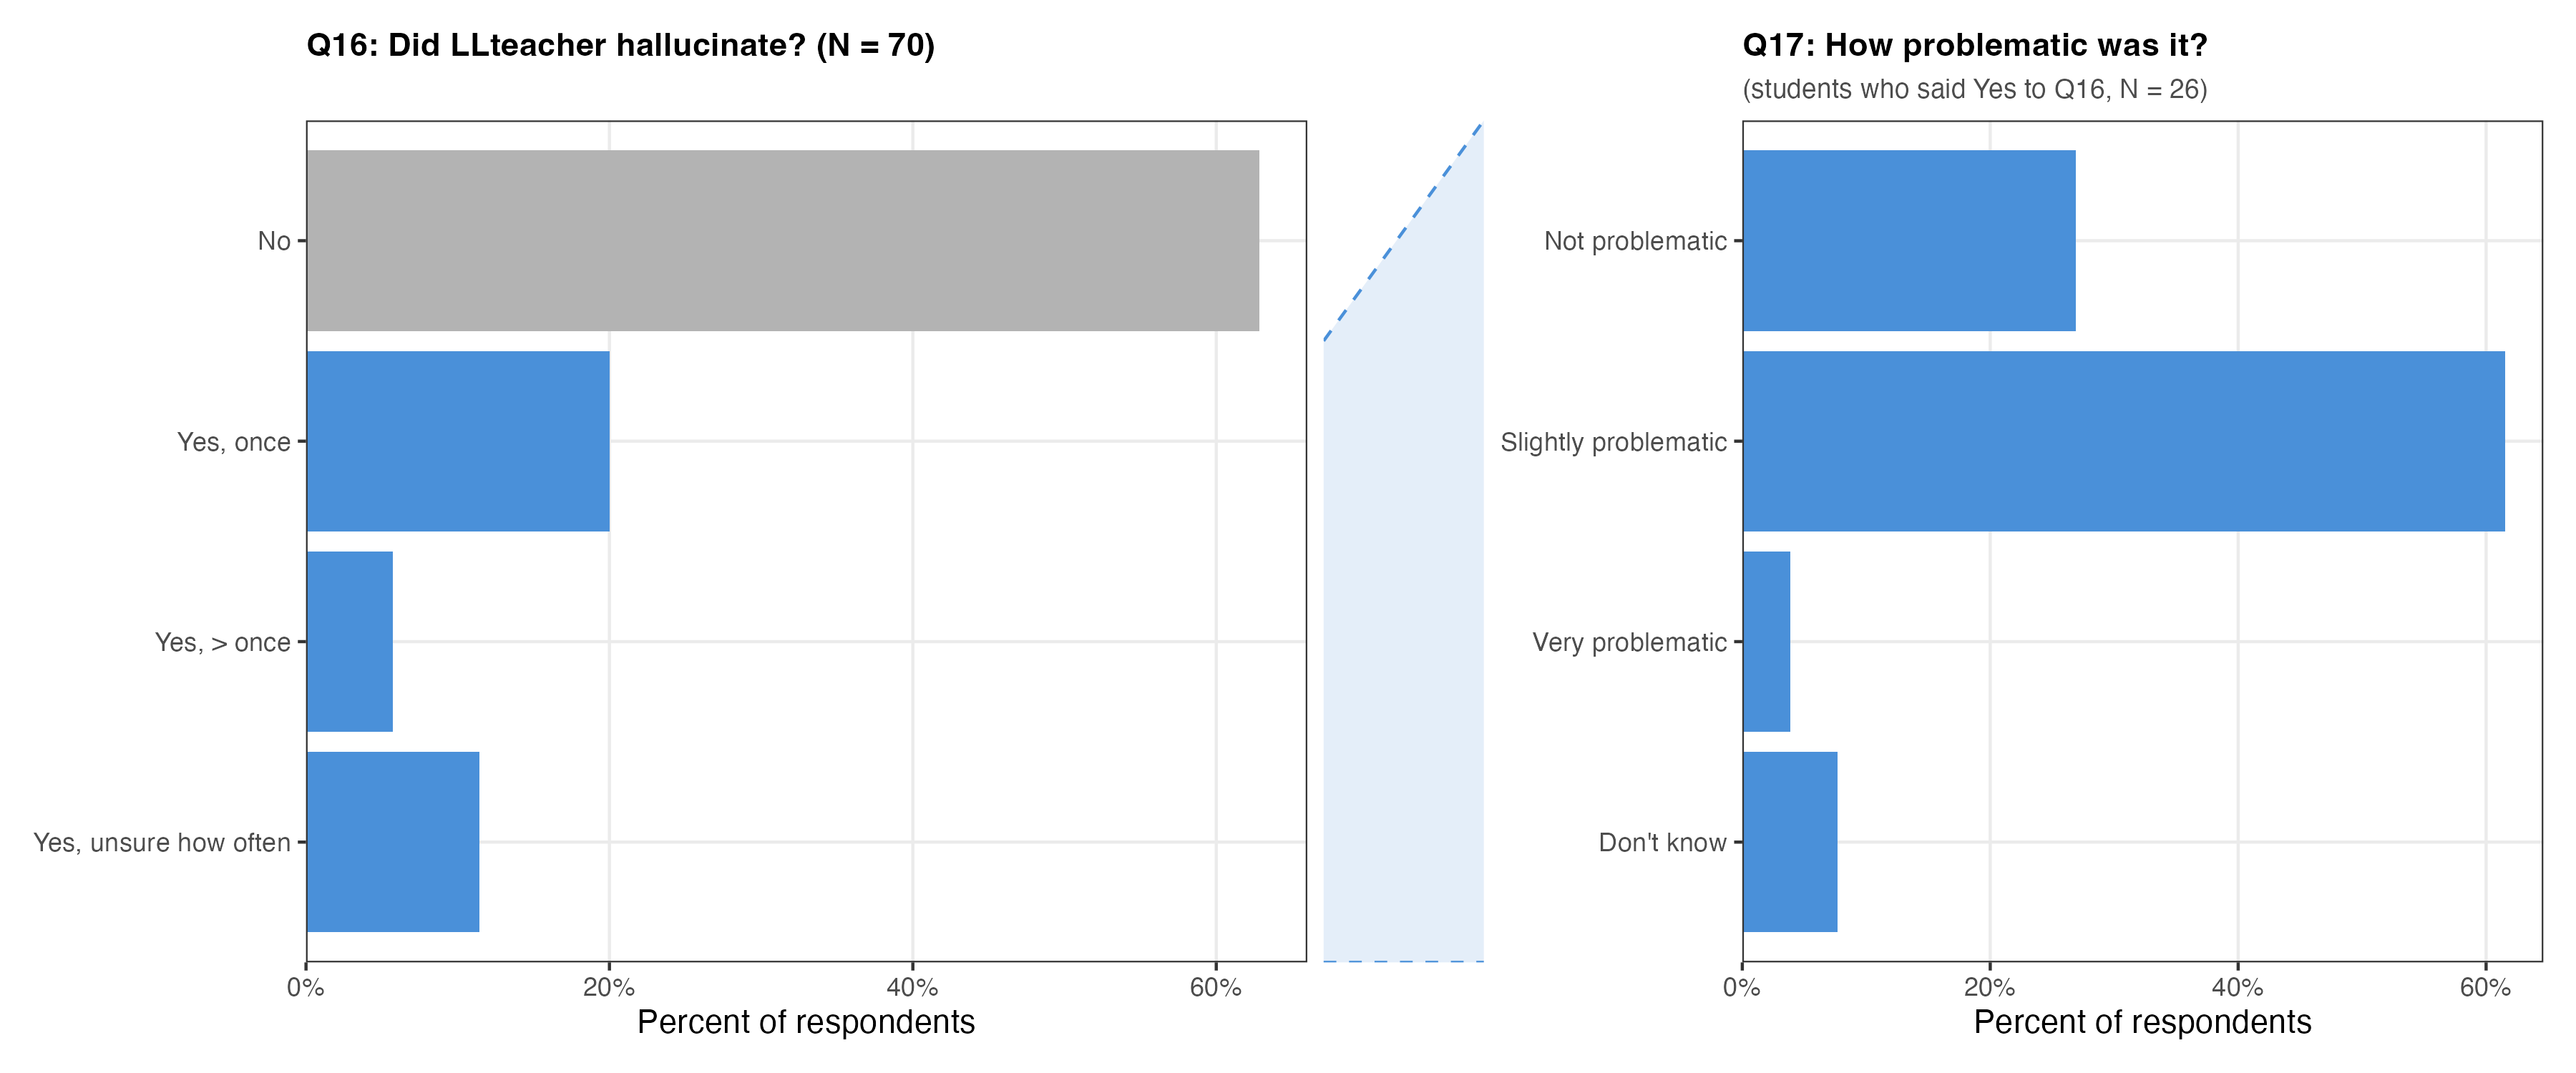 Q16: Did LLteacher hallucinate? (N = 70)
No
Yes, once
Yes, > once
Yes, unsure how often
0% 20% 40% 60%
Percent of respondents
Q17: How problematic was it?
(students who said Yes to Q16, N = 26)
Not problematic
Slightly problematic
Very problematic
Don't know
0% 20% 40% 60%
Percent of respondents